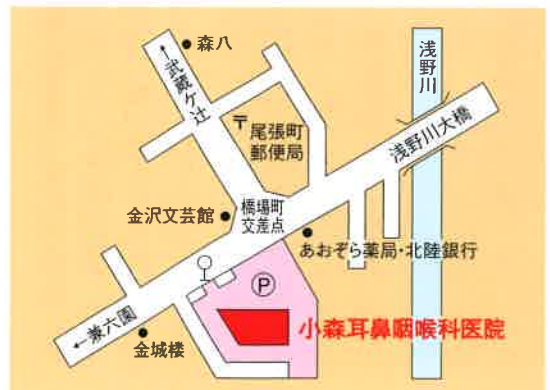 森八
↑武蔵ケ辻
浅野川
〒尾張町
郵便局
浅野川大橋
橋場町
交差点
金沢文芸館
あおぞら薬局・北陸銀行
P
小森耳鼻咽喉科医院
←兼六園
金城楼